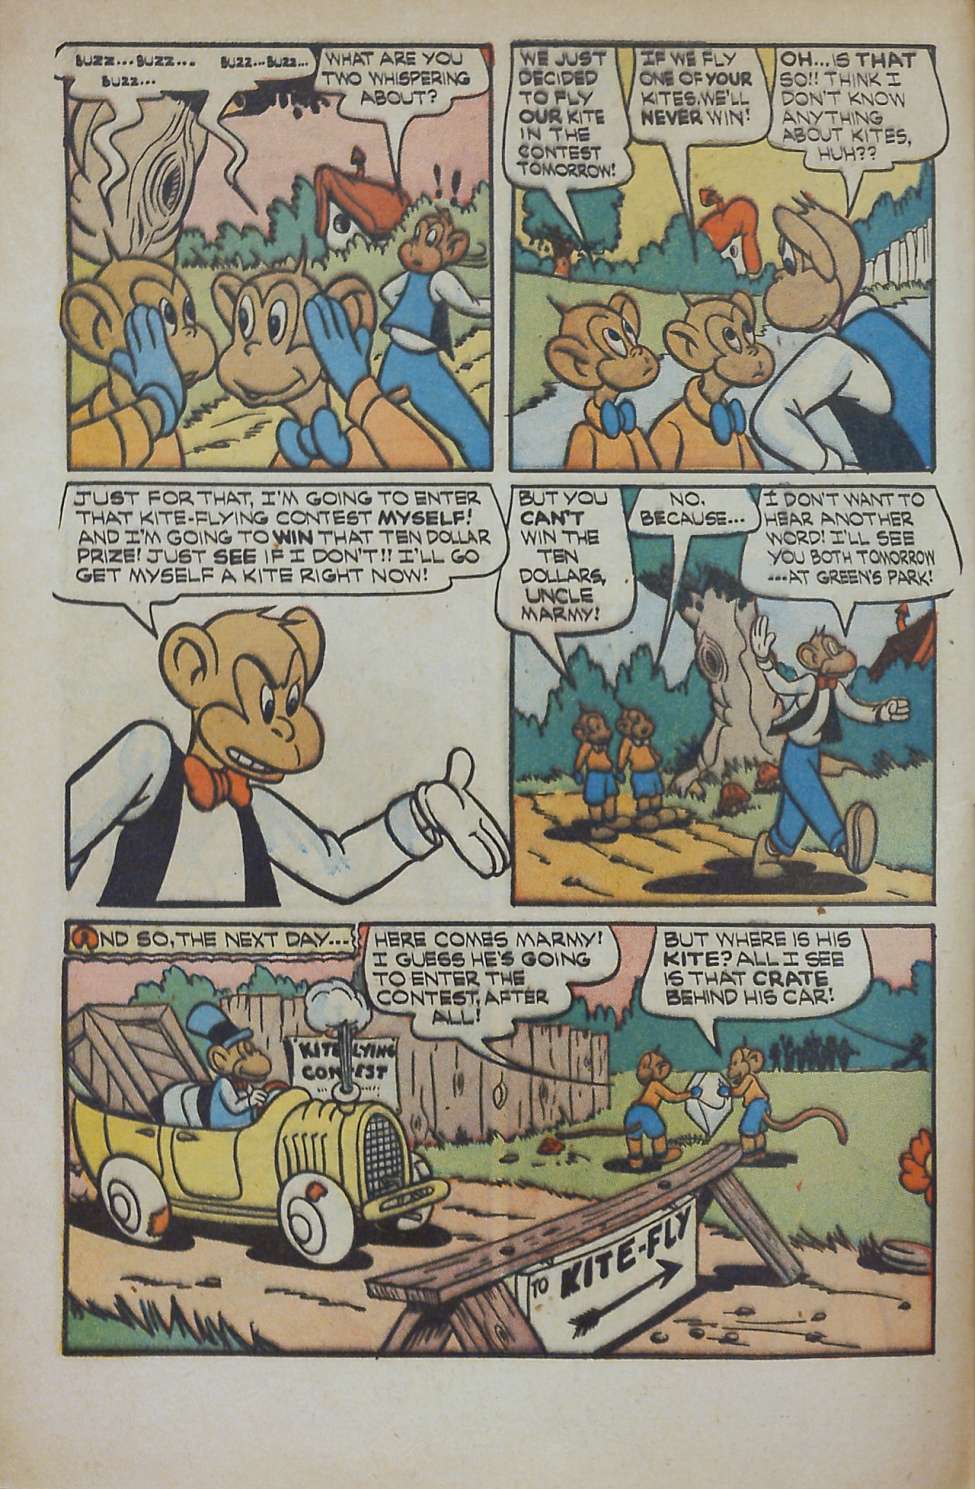 BUZZ...BUZZ...
BUZZ...
BUZZ...BUZZ...
WHAT ARE YOU
TWO WHISPERING
ABOUT?
!!
WE JUST
DECIDED
TO FLY
OUR KITE
IN THE
CONTEST
TOMORROW!
IF WE FLY
ONE OF YOUR
KITES, WE'LL
NEVER WIN!
OH...IS THAT
SO!! THINK I
DON'T KNOW
ANYTHING
ABOUT KITES,
HUH??
JUST FOR THAT, I'M GOING TO ENTER
THAT KITE-FLYING CONTEST MYSELF!
AND I'M GOING TO WIN THAT TEN DOLLAR
PRIZE! JUST SEE IF I DON'T!! I'LL GO
GET MYSELF A KITE RIGHT NOW!
BUT YOU
CAN'T
WIN THE
TEN
DOLLARS,
UNCLE
MARMY!
NO.
BECAUSE...
I DON'T WANT TO
HEAR ANOTHER
WORD! I'LL SEE
YOU BOTH TOMORROW
...AT GREEN'S PARK!
AND SO, THE NEXT DAY...
HERE COMES MARMY!
I GUESS HE'S GOING
TO ENTER THE
CONTEST, AFTER
ALL!
BUT WHERE IS HIS
KITE? ALL I SEE
IS THAT CRATE
BEHIND HIS CAR!
KITE FLYING
CONTEST
TO KITE-FLY